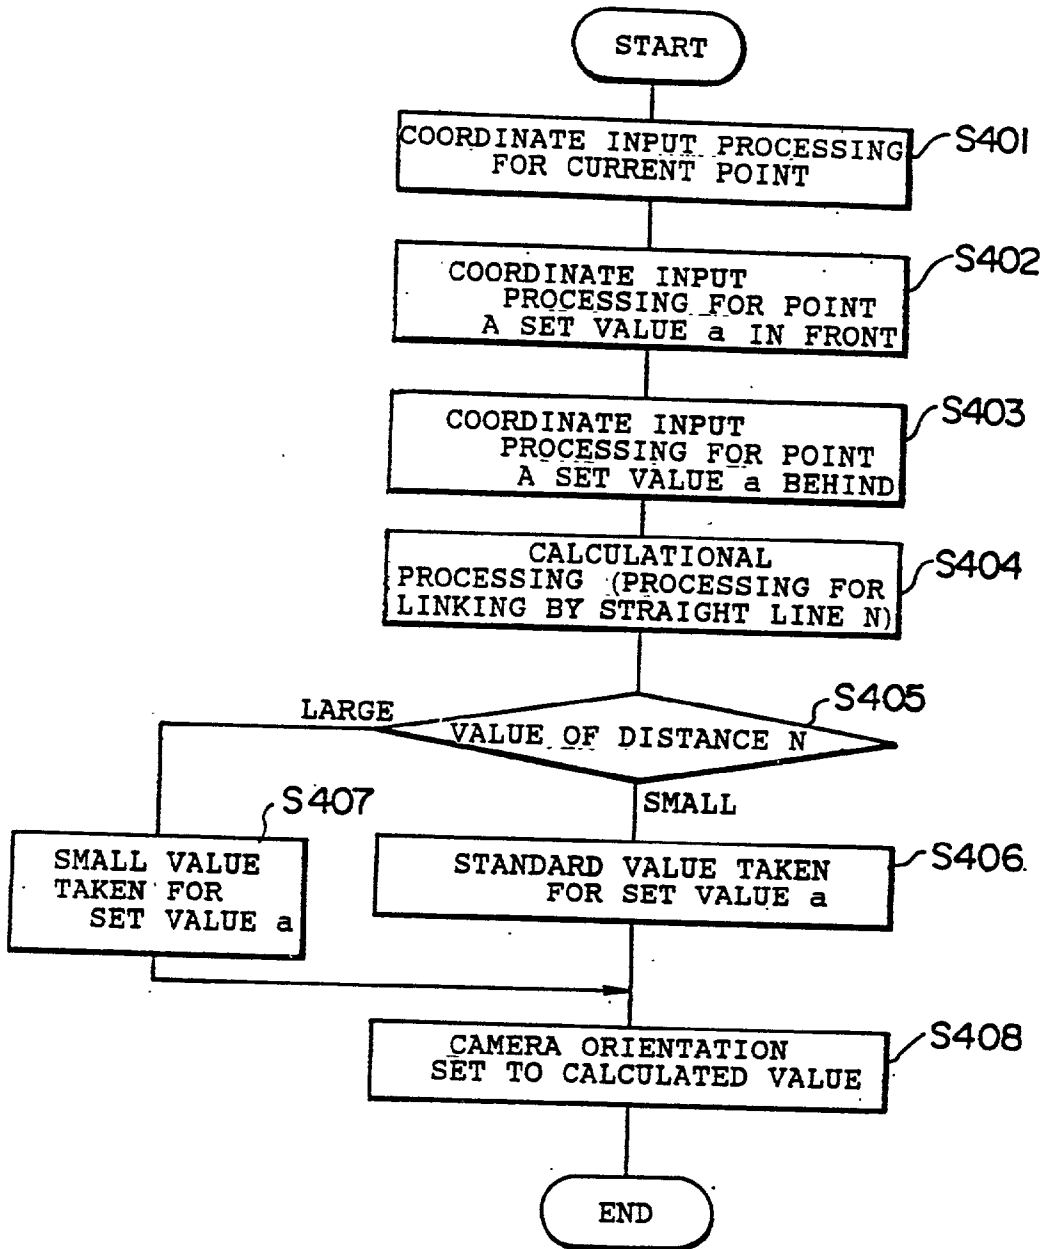 START
COORDINATE INPUT PROCESSING
FOR CURRENT POINT
S401
COORDINATE INPUT
PROCESSING FOR POINT
A SET VALUE a IN FRONT
S402
COORDINATE INPUT
PROCESSING FOR POINT
A SET VALUE a BEHIND
S403
CALCULATIONAL
PROCESSING (PROCESSING FOR
LINKING BY STRAIGHT LINE N)
S404
LARGE
VALUE OF DISTANCE N
S405
SMALL
S407
SMALL VALUE
TAKEN FOR
SET VALUE a
STANDARD VALUE TAKEN
FOR SET VALUE a
S406
CAMERA ORIENTATION
SET TO CALCULATED VALUE
S408
END